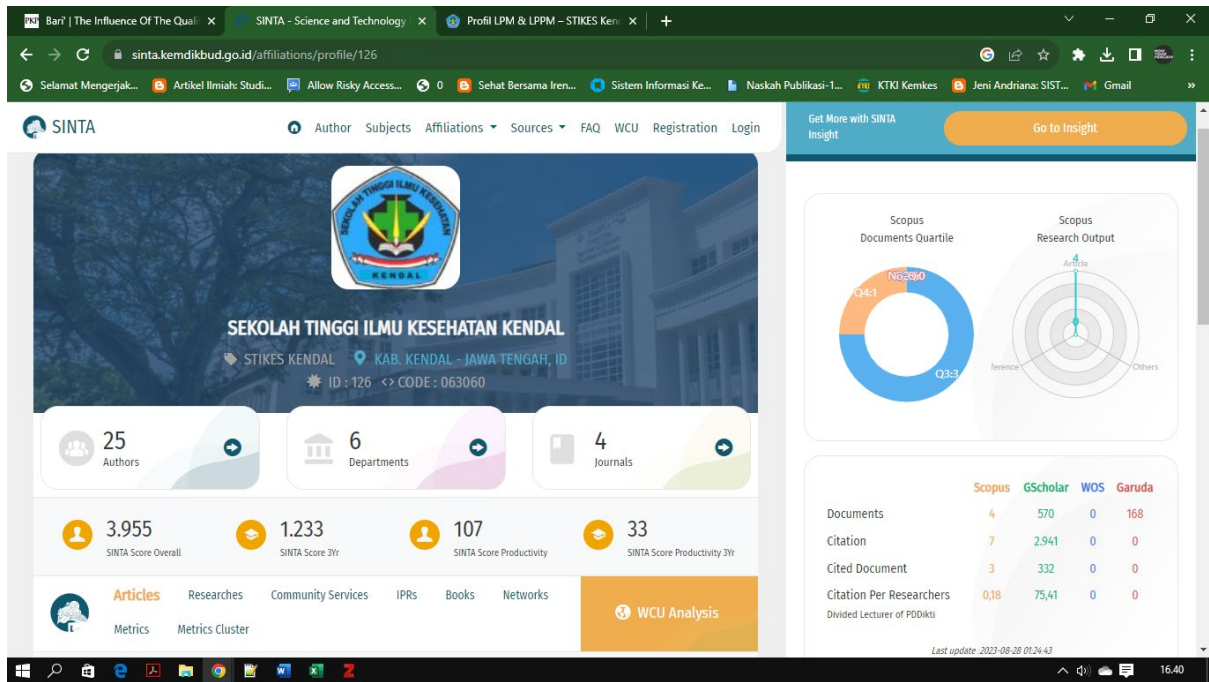 PKP Bari' | The Influence Of The Quali
SINTA - Science and Technology I
Profil LPM & LPPM – STIKES Kend
sinta.kemdikbud.go.id/affiliations/profile/126
Selamat Mengerjak...
Artikel Ilmiah: Studi...
Allow Risky Access...
0
Sehat Bersama Iren...
Sistem Informasi Ke...
Naskah Publikasi-1...
KTKI Kemkes
Jeni Andriana: SIST...
Gmail
»
SINTA
Author Subjects Affiliations Sources FAQ WCU Registration Login
Get More with SINTA
Insight
Go to Insight
SEKOLAH TINGGI ILMU KESEHATAN
KENDAL
SEKOLAH TINGGI ILMU KESEHATAN KENDAL
STIKES KENDAL KAB. KENDAL - JAWA TENGAH, ID
ID : 126 <> CODE : 063060
25
Authors
6
Departments
4
Journals
3.955
SINTA Score Overall
1.233
SINTA Score 3Yr
107
SINTA Score Productivity
33
SINTA Score Productivity 3Yr
Articles Researches Community Services IPRs Books Networks
Metrics Metrics Cluster
WCU Analysis
Scopus
Documents Quartile
Q4:1
Q3:3
Scopus
Research Output
4
Article
0
ference
Others
Scopus GScholar WOS Garuda
Documents 4 570 0 168
Citation 7 2.941 0 0
Cited Document 3 332 0 0
Citation Per Researchers 0,18 75,41 0 0
Divided Lecturer of PDDikti
Last update :2023-08-28 01:24:43
16.40